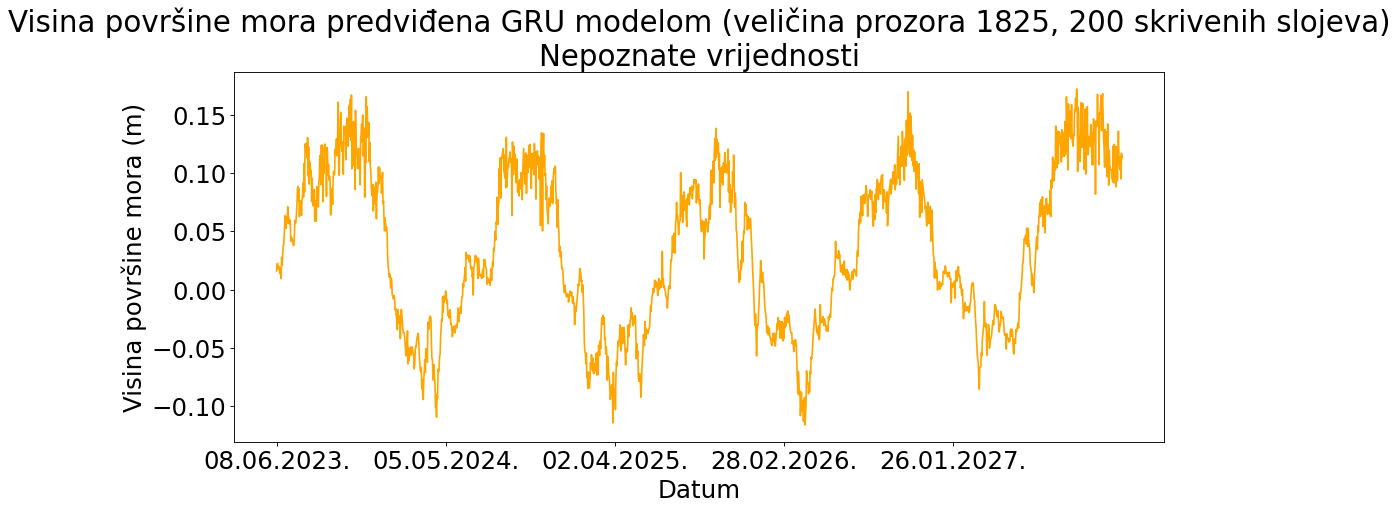 Visina površine mora predviđena GRU modelom (veličina prozora 1825, 200 skrivenih slojeva)
Nepoznate vrijednosti
Visina površine mora (m)
0.15
0.10
0.05
0.00
−0.05
−0.10
08.06.2023. 05.05.2024. 02.04.2025. 28.02.2026. 26.01.2027.
Datum